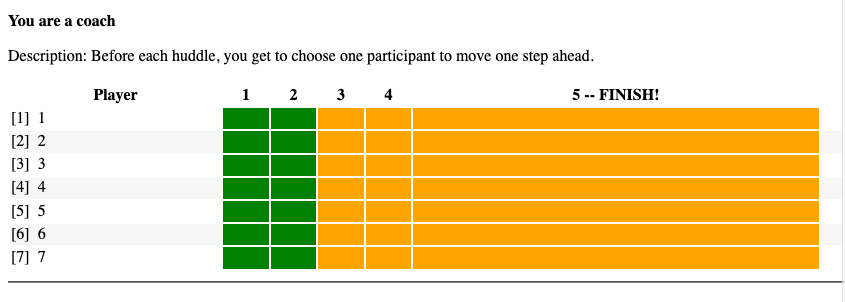 You are a coach
Description: Before each huddle, you get to choose one participant to move one step ahead.
Player 1 2 3 4 5 -- FINISH!
[1] 1
[2] 2
[3] 3
[4] 4
[5] 5
[6] 6
[7] 7